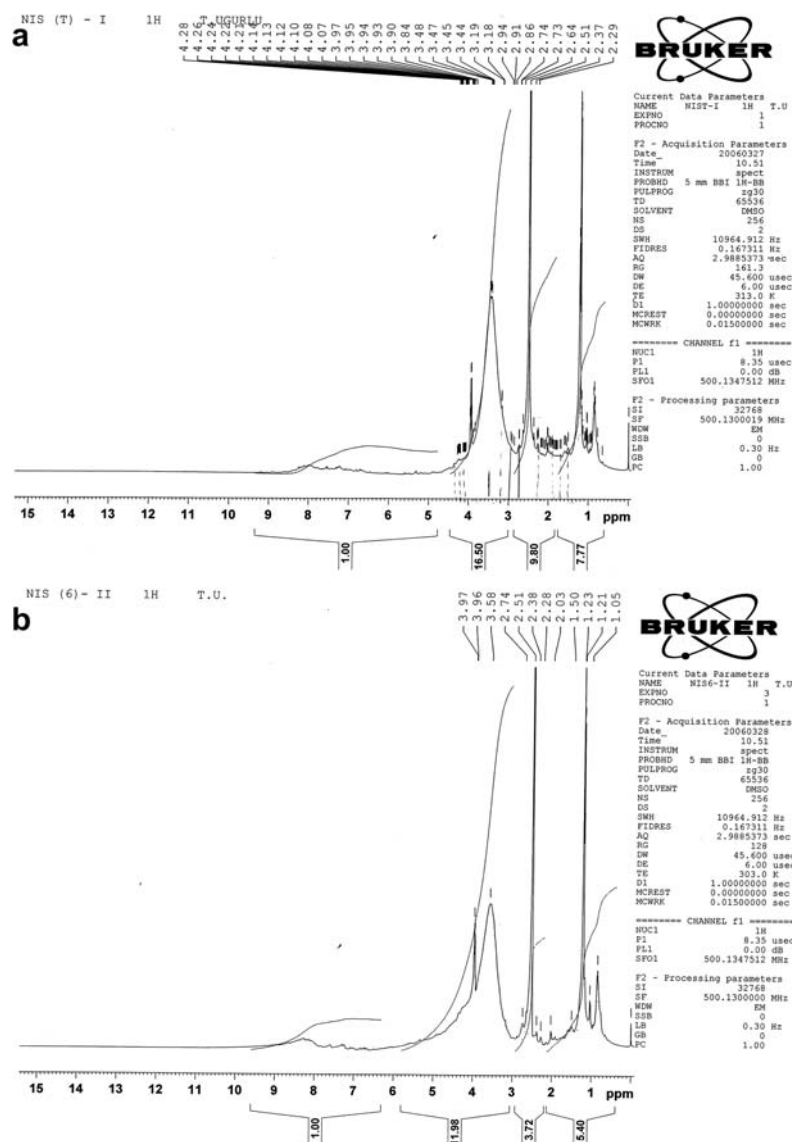 NIS (T) - I 1H T.UGURLU
a
4.28 4.26 4.24 4.22 4.21 4.14 4.13 4.12 4.10 4.08 4.07 3.97 3.95 3.94 3.93 3.90 3.84 3.48 3.47 3.45 3.44 3.19 3.18 2.94 2.91 2.86 2.74 2.73 2.64 2.51 2.37 2.29
BRUKER
Current Data Parameters
NAME NIST-I 1H T.U
EXPNO 1
PROCNO 1
F2 - Acquisition Parameters
Date_ 20060327
Time 10.51
INSTRUM spect
PROBHD 5 mm BBI 1H-BB
PULPROG zg30
TD 65536
SOLVENT DMSO
NS 256
DS 2
SWH 10964.912 Hz
FIDRES 0.167311 Hz
AQ 2.9885373 sec
RG 161.3
DW 45.600 usec
DE 6.00 usec
TE 313.0 K
D1 1.00000000 sec
MCREST 0.00000000 sec
MCWRK 0.01500000 sec
======== CHANNEL f1 ========
NUC1 1H
P1 8.35 usec
PL1 0.00 dB
SFO1 500.1347512 MHz
F2 - Processing parameters
SI 32768
SF 500.1300019 MHz
WDW EM
SSB 0
LB 0.30 Hz
GB 0
PC 1.00
15 14 13 12 11 10 9 8 7 6 5 4 3 2 1 ppm
1.00 16.50 9.80 7.77
NIS (6)- II 1H T.U.
b
3.97 3.96 3.58 2.74 2.51 2.38 2.28 2.03 1.50 1.23 1.21 1.05
BRUKER
Current Data Parameters
NAME NIS6-II 1H T.U
EXPNO 3
PROCNO 1
F2 - Acquisition Parameters
Date_ 20060328
Time 10.51
INSTRUM spect
PROBHD 5 mm BBI 1H-BB
PULPROG zg30
TD 65536
SOLVENT DMSO
NS 256
DS 2
SWH 10964.912 Hz
FIDRES 0.167311 Hz
AQ 2.9885373 sec
RG 128
DW 45.600 usec
DE 6.00 usec
TE 303.0 K
D1 1.00000000 sec
MCREST 0.00000000 sec
MCWRK 0.01500000 sec
======== CHANNEL f1 ========
NUC1 1H
P1 8.35 usec
PL1 0.00 dB
SFO1 500.1347512 MHz
F2 - Processing parameters
SI 32768
SF 500.1300000 MHz
WDW EM
SSB 0
LB 0.30 Hz
GB 0
PC 1.00
15 14 13 12 11 10 9 8 7 6 5 4 3 2 1 ppm
1.00 1.98 3.72 5.40